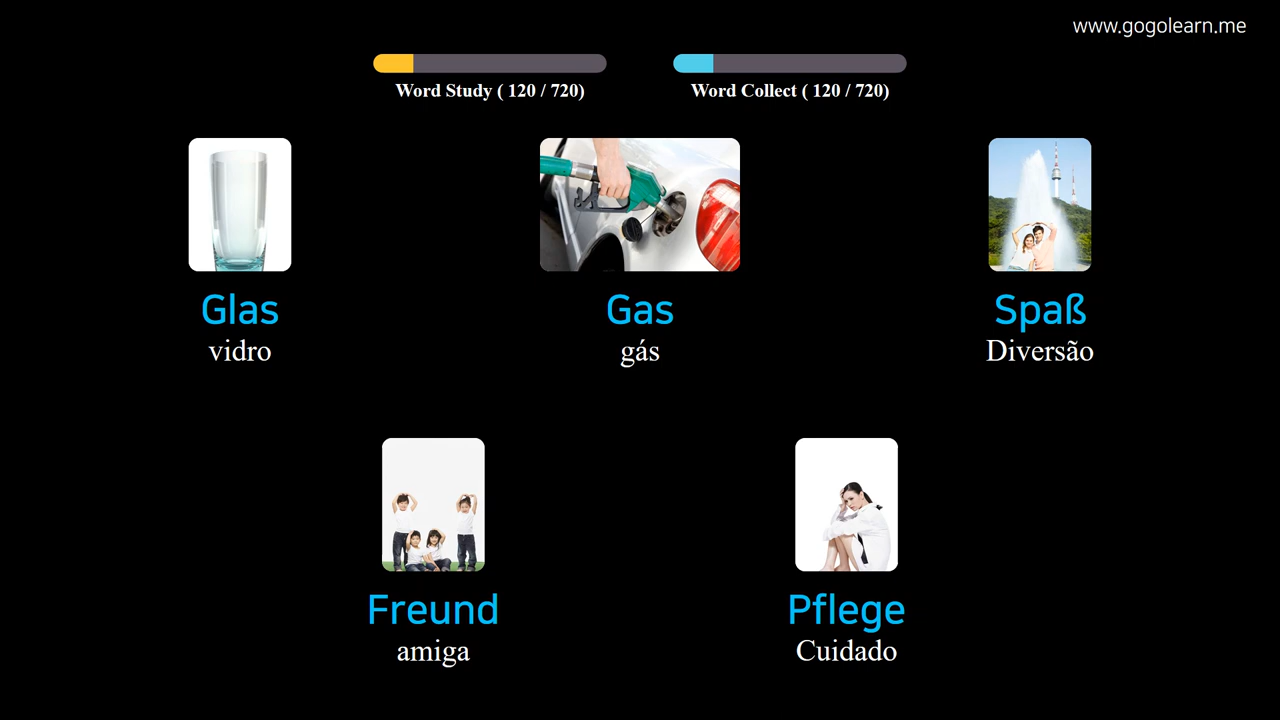 www.gogolearn.me
Word Study ( 120 / 720)
Word Collect ( 120 / 720)
Glas
vidro
Gas
gás
Spaß
Diversão
Freund
amiga
Pflege
Cuidado